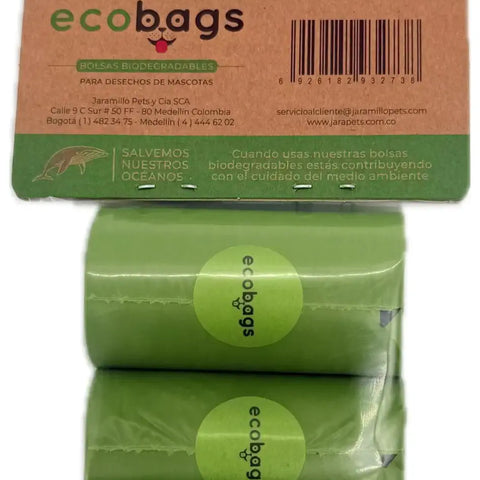 ecobags
BOLSAS BIODEGRADABLES
PARA DESECHOS DE MASCOTAS
Jaramillo Pets y Cia SCA
Calle 9 C Sur # 50 FF - 80 Medellín Colombia
Bogotá ( 1 ) 482 34 75 - Medellín ( 4 ) 444 62 02
6 926182 932738
servicioalcliente@jaramillopets.com
www.jarapets.com.co
SALVEMOS
NUESTROS
OCÉANOS
Cuando usas nuestras bolsas
biodegradables estás contribuyendo
con el cuidado del medio ambiente
ecobags
ecobags